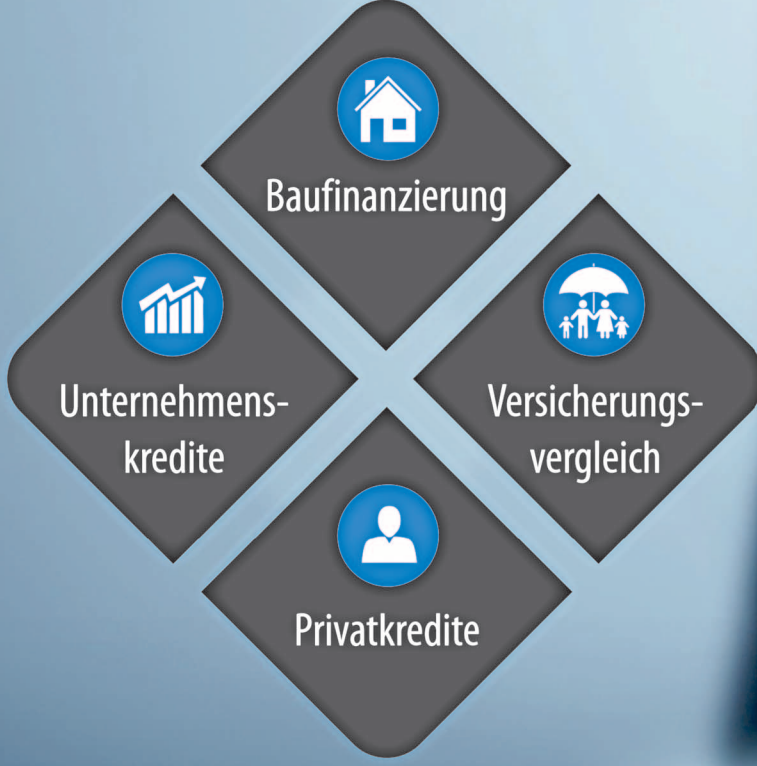 Baufinanzierung
Unternehmens-
kredite
Versicherungs-
vergleich
Privatkredite